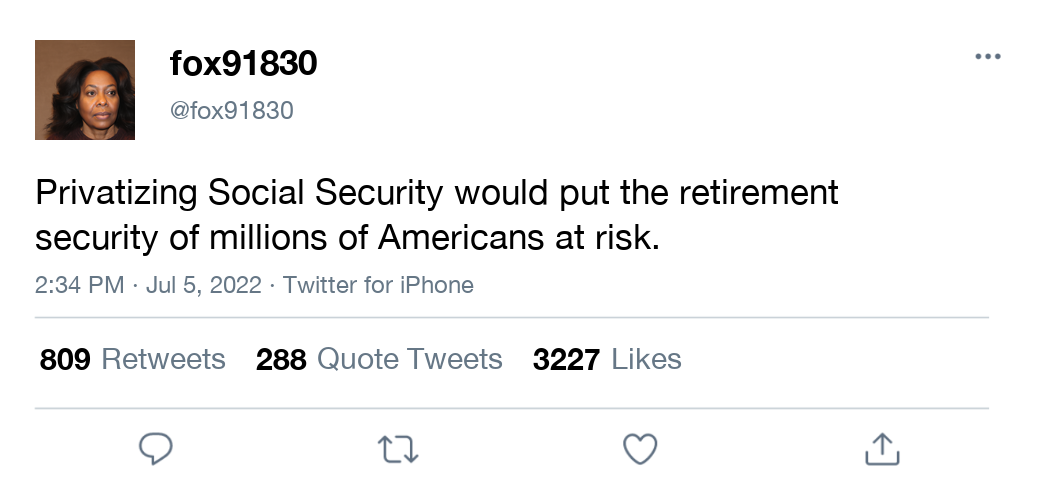 fox91830
@fox91830
Privatizing Social Security would put the retirement
security of millions of Americans at risk.
2:34 PM · Jul 5, 2022 · Twitter for iPhone
809 Retweets 288 Quote Tweets 3227 Likes